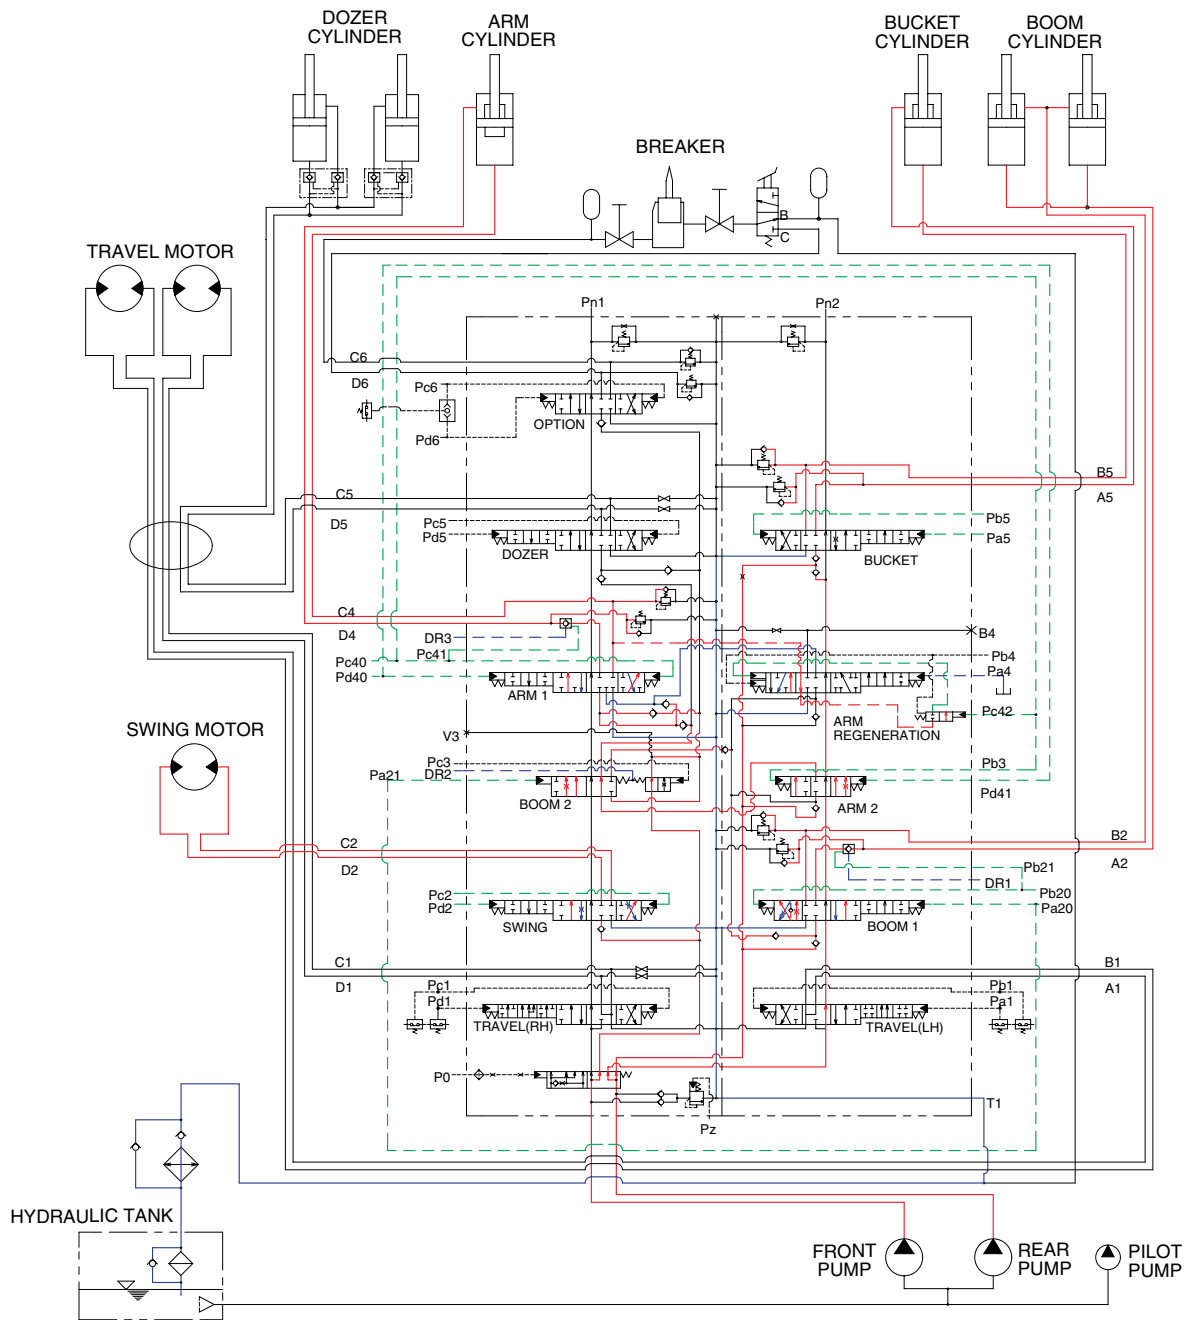 DOZER
CYLINDER
ARM
CYLINDER
BUCKET
CYLINDER
BOOM
CYLINDER
BREAKER
B
C
TRAVEL MOTOR
Pn1
Pn2
C6
D6
Pc6
Pd6
OPTION
C5
D5
Pc5
Pd5
DOZER
B5
A5
Pb5
Pa5
BUCKET
C4
D4
DR3
Pc41
Pc40
Pd40
ARM 1
B4
Pb4
Pa4
Pc42
ARM
REGENERATION
SWING MOTOR
V3
Pc3
DR2
Pa21
BOOM 2
Pb3
Pd41
ARM 2
C2
D2
B2
A2
Pb21
DR1
Pb20
Pa20
Pc2
Pd2
SWING
BOOM 1
C1
D1
Pc1
Pd1
TRAVEL(RH)
B1
A1
Pb1
Pa1
TRAVEL(LH)
P0
Pz
T1
HYDRAULIC TANK
FRONT
PUMP
REAR
PUMP
PILOT
PUMP